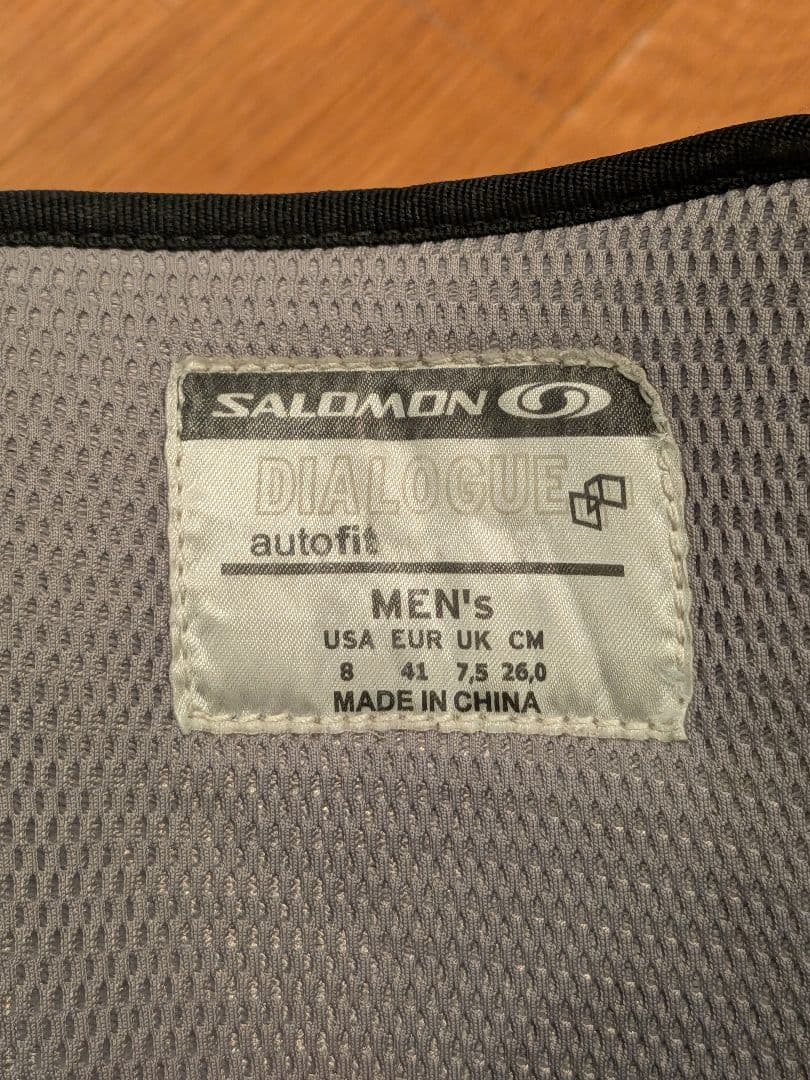 SALOMON
DIALOGUE
autofit
MEN's
USA EUR UK CM
8 41 7,5 26,0
MADE IN CHINA